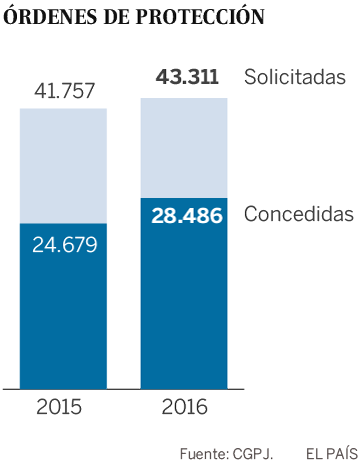 ÓRDENES DE PROTECCIÓN
41.757
43.311
Solicitadas
24.679
28.486
Concedidas
2015
2016
Fuente: CGPJ. EL PAÍS